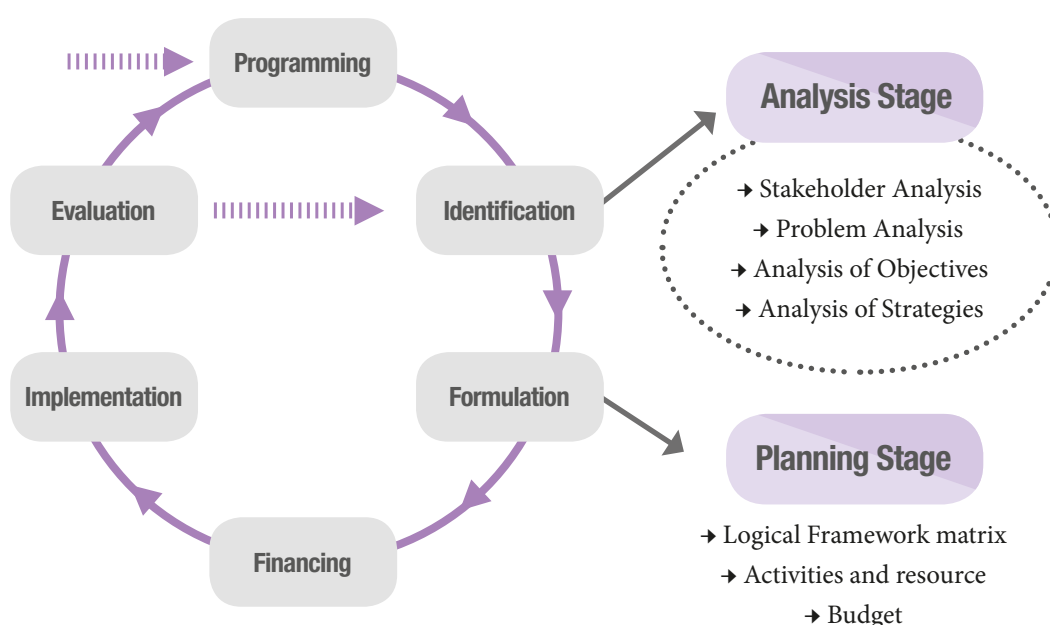 Programming
Evaluation
Identification
Implementation
Formulation
Financing
Analysis Stage
➔ Stakeholder Analysis
➔ Problem Analysis
➔ Analysis of Objectives
➔ Analysis of Strategies
Planning Stage
➔ Logical Framework matrix
➔ Activities and resource
➔ Budget